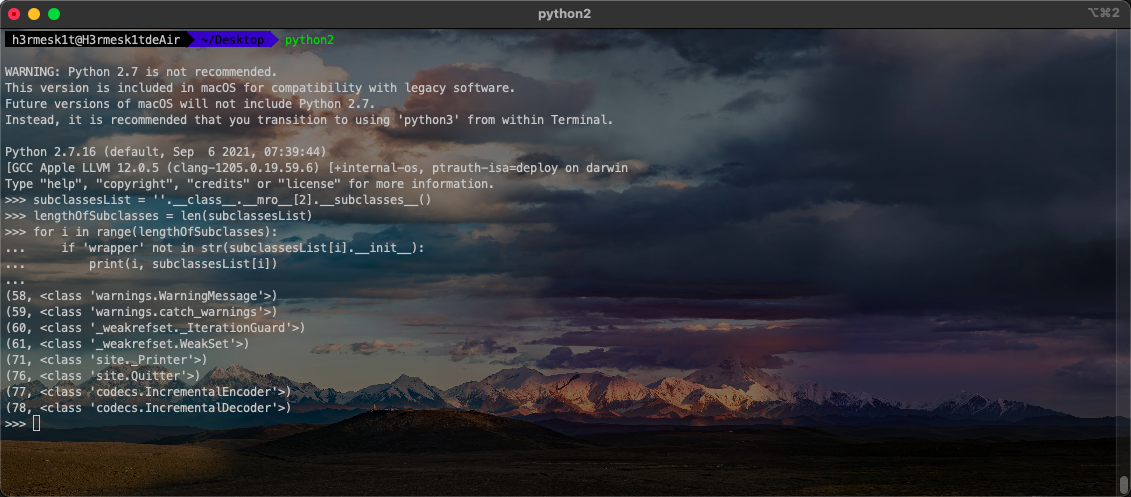 python2
⌥⌘2
h3rmesk1t@H3rmesk1tdeAir ~/Desktop python2
WARNING: Python 2.7 is not recommended.
This version is included in macOS for compatibility with legacy software.
Future versions of macOS will not include Python 2.7.
Instead, it is recommended that you transition to using 'python3' from within Terminal.
Python 2.7.16 (default, Sep  6 2021, 07:39:44)
[GCC Apple LLVM 12.0.5 (clang-1205.0.19.59.6) [+internal-os, ptrauth-isa=deploy on darwin
Type "help", "copyright", "credits" or "license" for more information.
>>> subclassesList = ''.__class__.__mro__[2].__subclasses__()
>>> lengthOfSubclasses = len(subclassesList)
>>> for i in range(lengthOfSubclasses):
...     if 'wrapper' not in str(subclassesList[i].__init__):
...         print(i, subclassesList[i])
...
(58, <class 'warnings.WarningMessage'>)
(59, <class 'warnings.catch_warnings'>)
(60, <class '_weakrefset._IterationGuard'>)
(61, <class '_weakrefset.WeakSet'>)
(71, <class 'site._Printer'>)
(76, <class 'site.Quitter'>)
(77, <class 'codecs.IncrementalEncoder'>)
(78, <class 'codecs.IncrementalDecoder'>)
>>>